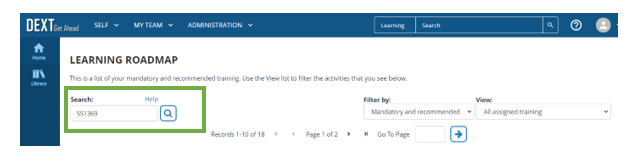 DEXT Get Ahead SELF MY TEAM ADMINISTRATION Learning Search
Home
Library
LEARNING ROADMAP
This is a list of your mandatory and recommended training. Use the View list to filter the activities that you see below.
Search: Help Filter by: View:
SS1369 Mandatory and recommended All assigned training
Records 1-10 of 18 Page 1 of 2 Go To Page